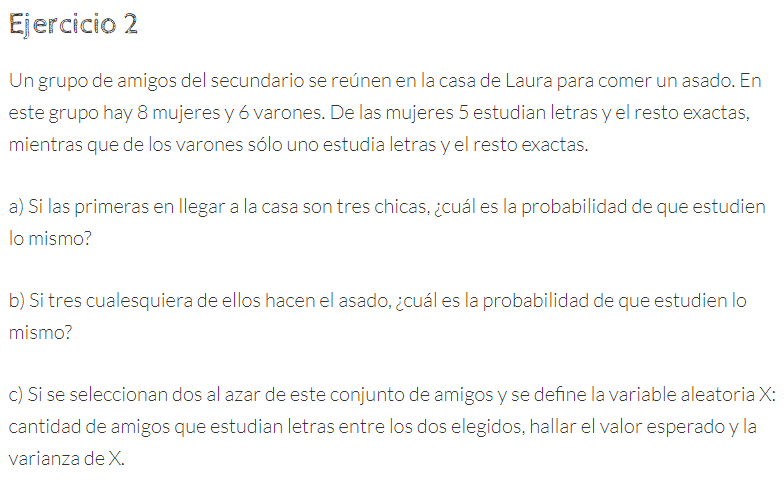 Ejercicio 2
Un grupo de amigos del secundario se reúnen en la casa de Laura para comer un asado. En
este grupo hay 8 mujeres y 6 varones. De las mujeres 5 estudian letras y el resto exactas,
mientras que de los varones sólo uno estudia letras y el resto exactas.
a) Si las primeras en llegar a la casa son tres chicas, ¿cuál es la probabilidad de que estudien
lo mismo?
b) Si tres cualesquiera de ellos hacen el asado, ¿cuál es la probabilidad de que estudien lo
mismo?
c) Si se seleccionan dos al azar de este conjunto de amigos y se define la variable aleatoria X:
cantidad de amigos que estudian letras entre los dos elegidos, hallar el valor esperado y la
varianza de X.